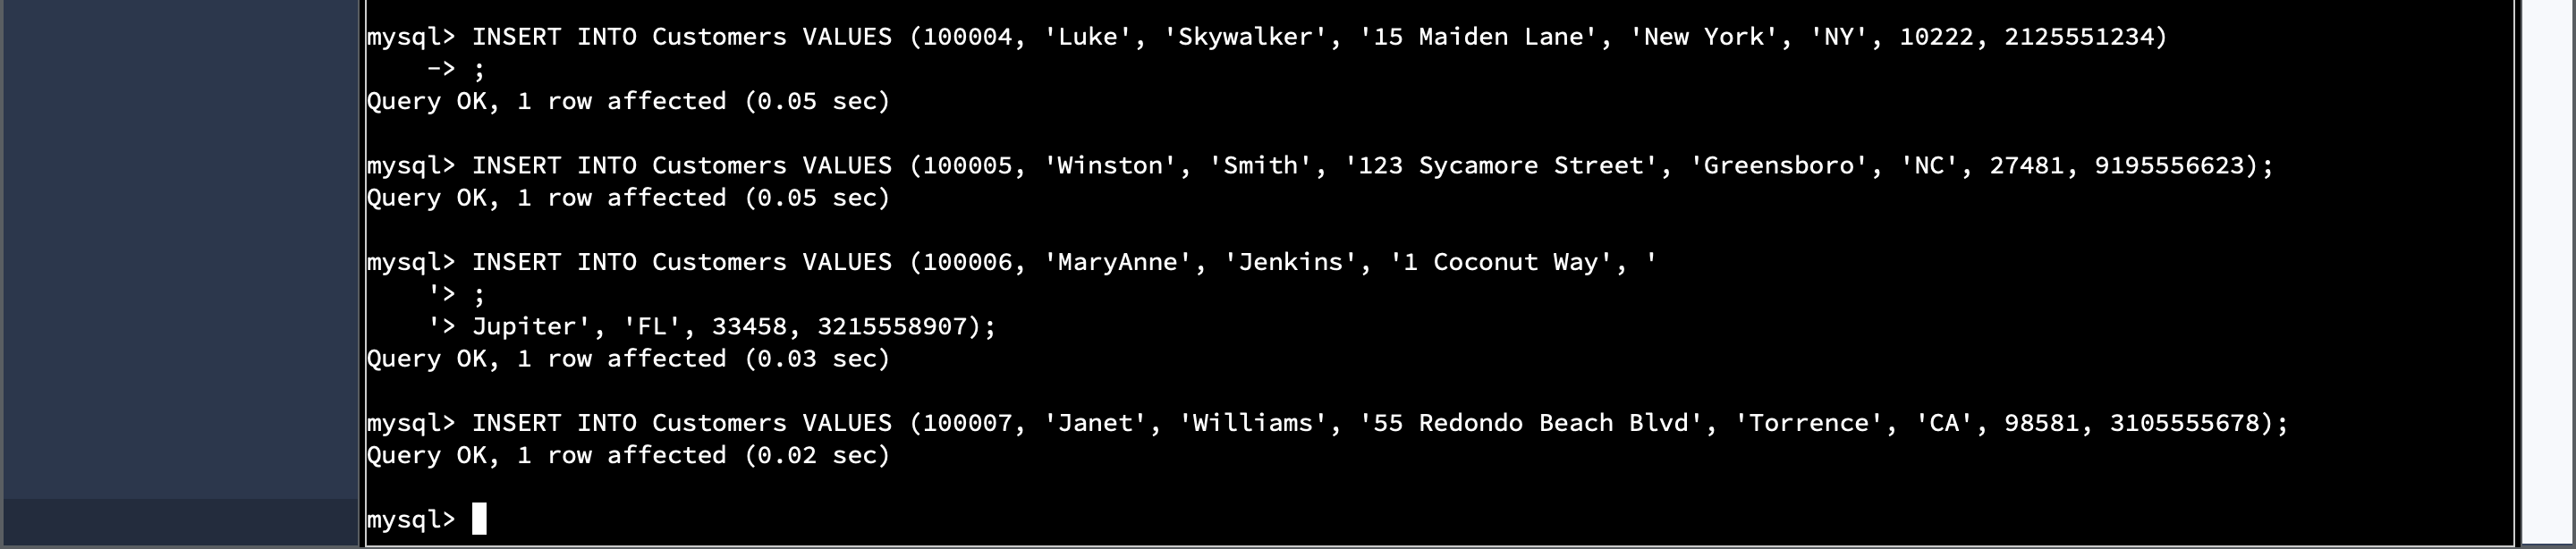 mysql> INSERT INTO Customers VALUES (100004, 'Luke', 'Skywalker', '15 Maiden Lane', 'New York', 'NY', 10222, 2125551234)
-> ;
Query OK, 1 row affected (0.05 sec)
mysql> INSERT INTO Customers VALUES (100005, 'Winston', 'Smith', '123 Sycamore Street', 'Greensboro', 'NC', 27481, 9195556623);
Query OK, 1 row affected (0.05 sec)
mysql> INSERT INTO Customers VALUES (100006, 'MaryAnne', 'Jenkins', '1 Coconut Way', '
'> ;
'> Jupiter', 'FL', 33458, 3215558907);
Query OK, 1 row affected (0.03 sec)
mysql> INSERT INTO Customers VALUES (100007, 'Janet', 'Williams', '55 Redondo Beach Blvd', 'Torrence', 'CA', 98581, 3105555678);
Query OK, 1 row affected (0.02 sec)
mysql>